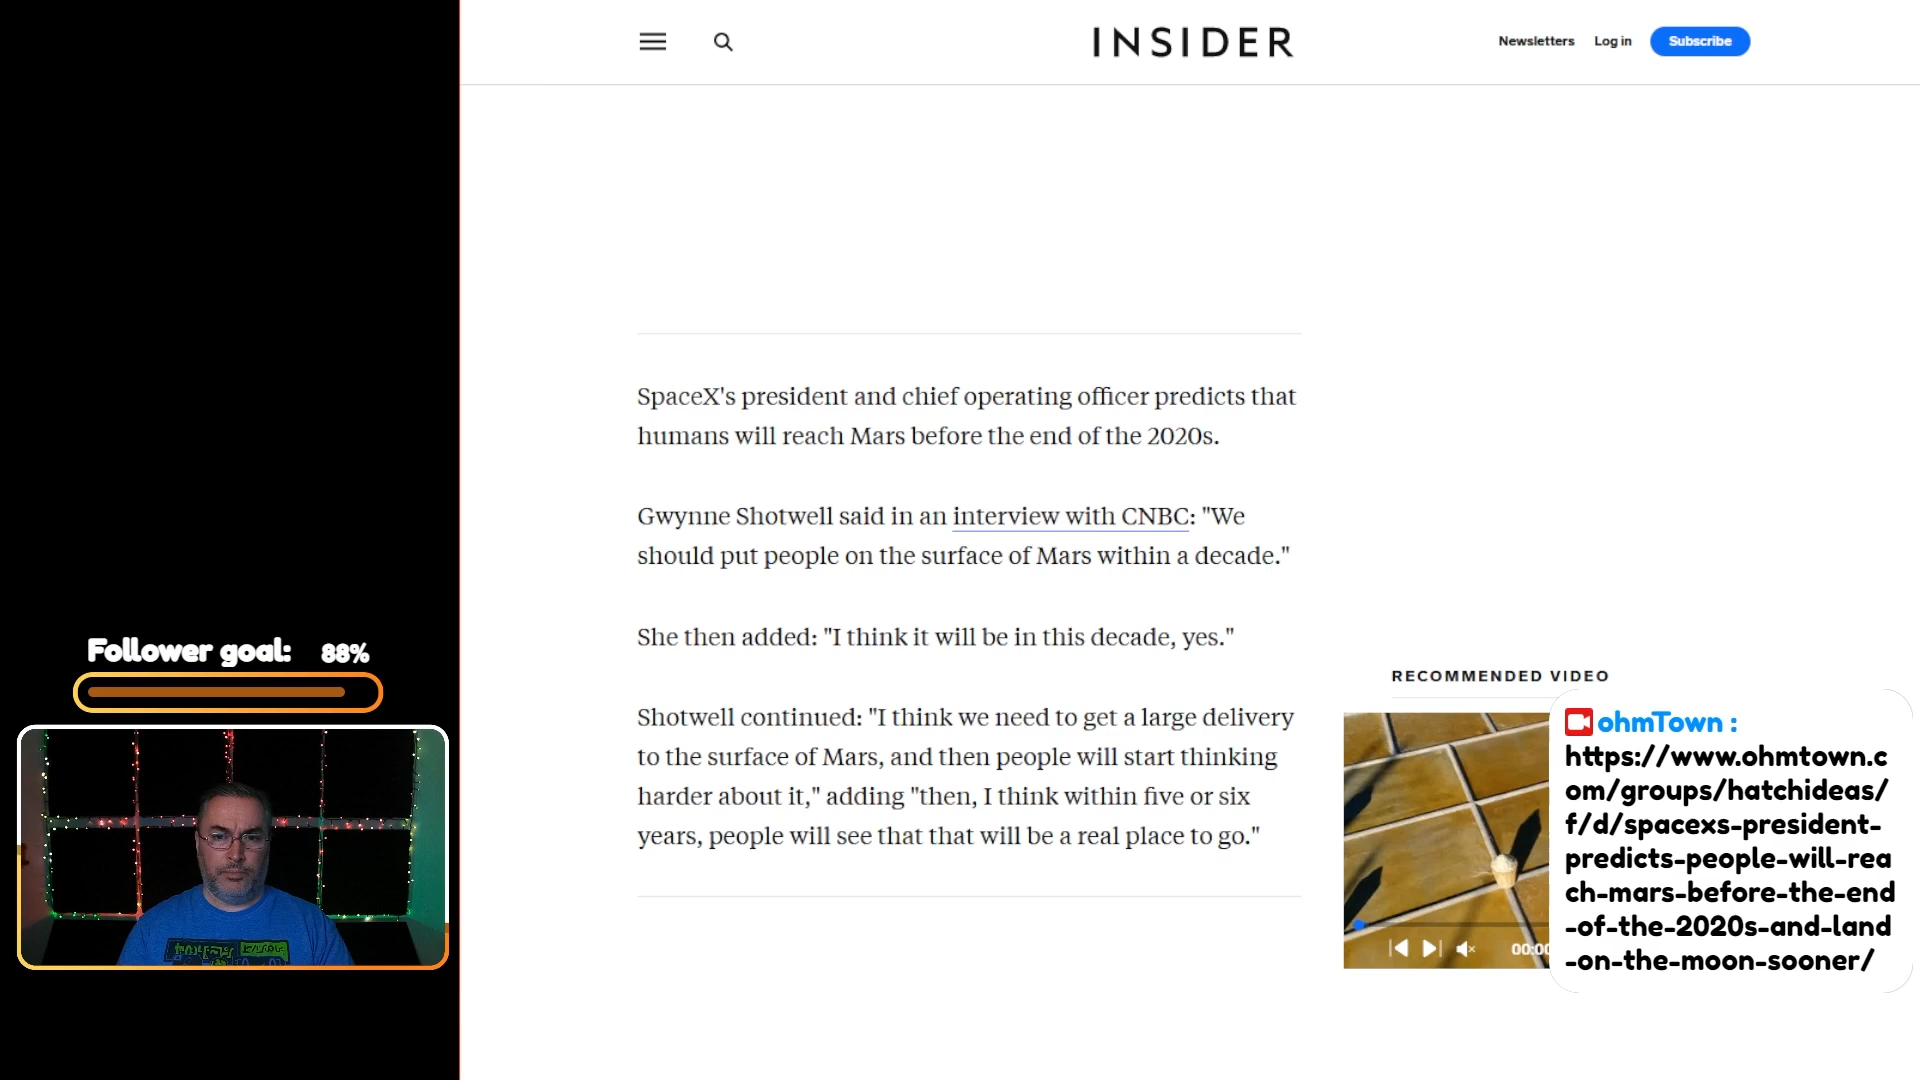 INSIDER
Newsletters
Log in
Subscribe
SpaceX's president and chief operating officer predicts that
humans will reach Mars before the end of the 2020s.
Gwynne Shotwell said in an interview with CNBC: "We
should put people on the surface of Mars within a decade."
She then added: "I think it will be in this decade, yes."
Shotwell continued: "I think we need to get a large delivery
to the surface of Mars, and then people will start thinking
harder about it," adding "then, I think within five or six
years, people will see that that will be a real place to go."
Follower goal: 88%
RECOMMENDED VIDEO
ohmTown :
https://www.ohmtown.c
om/groups/hatchideas/
f/d/spacexs-president-
predicts-people-will-rea
ch-mars-before-the-end
-of-the-2020s-and-land
-on-the-moon-sooner/